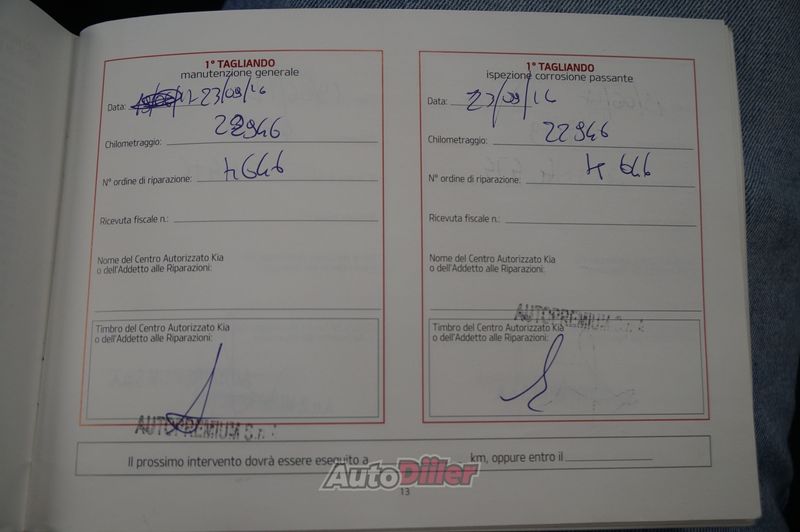 1° TAGLIANDO
manutenzione generale
Data: 23/09/16
Chilometraggio: 22946
N° ordine di riparazione: 4646
Ricevuta fiscale n.:
Nome del Centro Autorizzato Kia
o dell'Addetto alle Riparazioni:
Timbro del Centro Autorizzato Kia
o dell'Addetto alle Riparazioni:
AUTOPREMIUM S.r.l
1° TAGLIANDO
ispezione corrosione passante
Data: 23/09/16
Chilometraggio: 22946
N° ordine di riparazione: 4646
Ricevuta fiscale n.:
Nome del Centro Autorizzato Kia
o dell'Addetto alle Riparazioni:
AUTOPREMIUM S.r.l
Timbro del Centro Autorizzato Kia
o dell'Addetto alle Riparazioni:
Il prossimo intervento dovrà essere eseguito a km, oppure entro il
AutoDiller
13